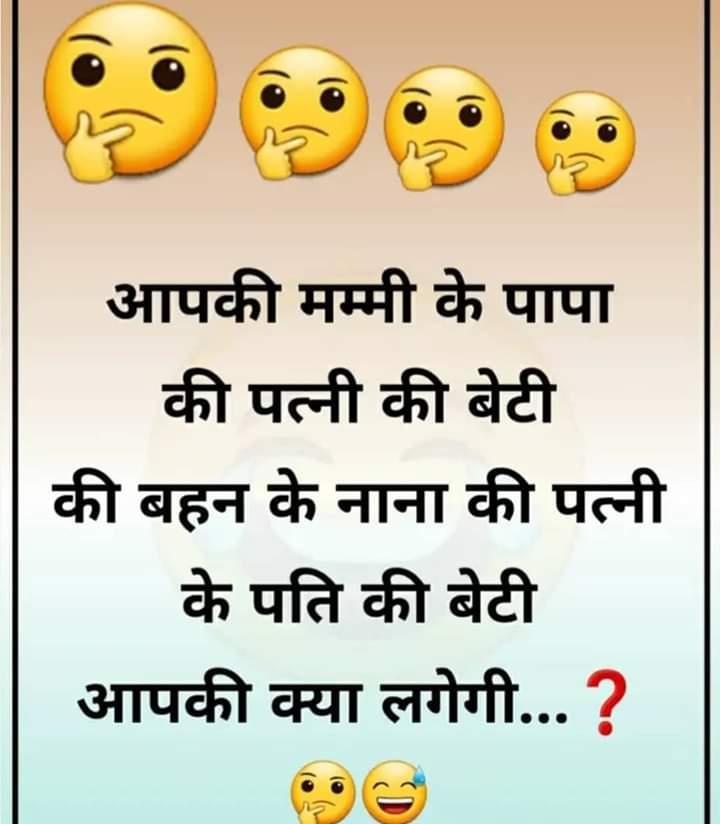 आपकी मम्मी के पापा
की पत्नी की बेटी
की बहन के नाना की पत्नी
के पति की बेटी
आपकी क्या लगेगी...❓